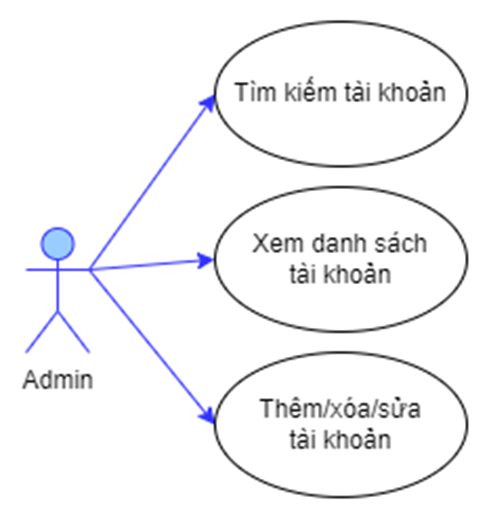 Tìm kiếm tài khoản
Xem danh sách
tài khoản
Admin
Thêm/xóa/sửa
tài khoản